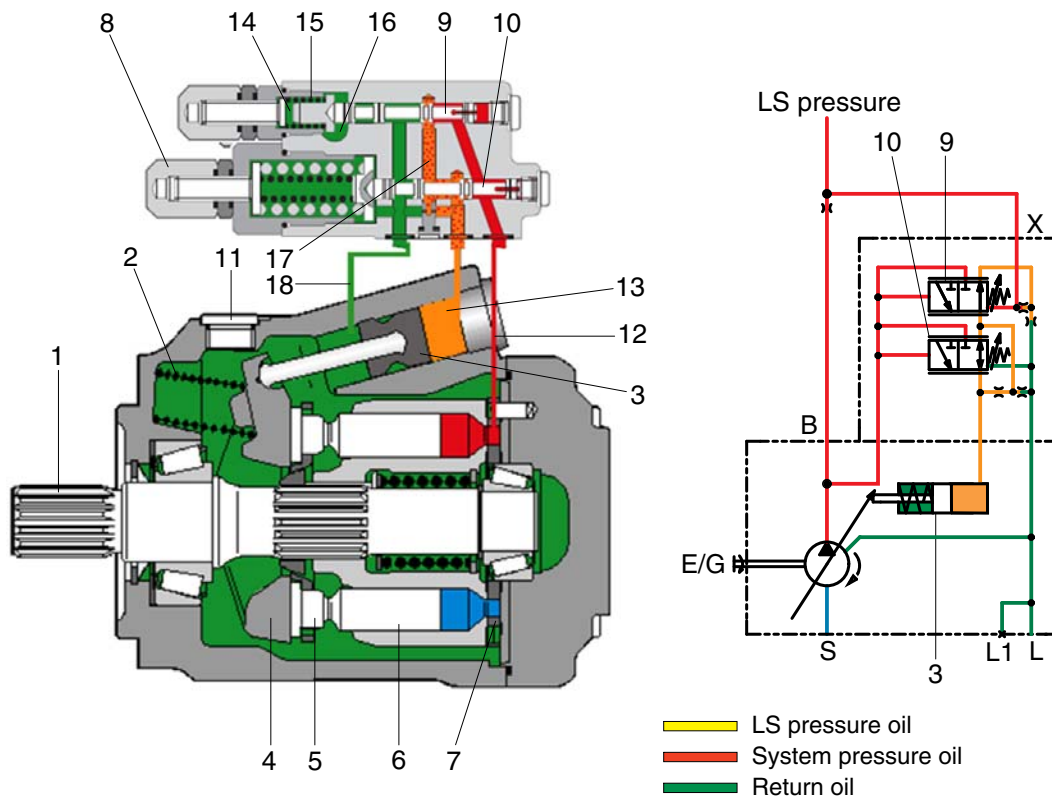 8
14
15
16
9
10
LS pressure
10
9
X
2
11
17
18
13
12
1
3
B
E/G
S
L1
L
3
4
5
6
7
LS pressure oil
System pressure oil
Return oil